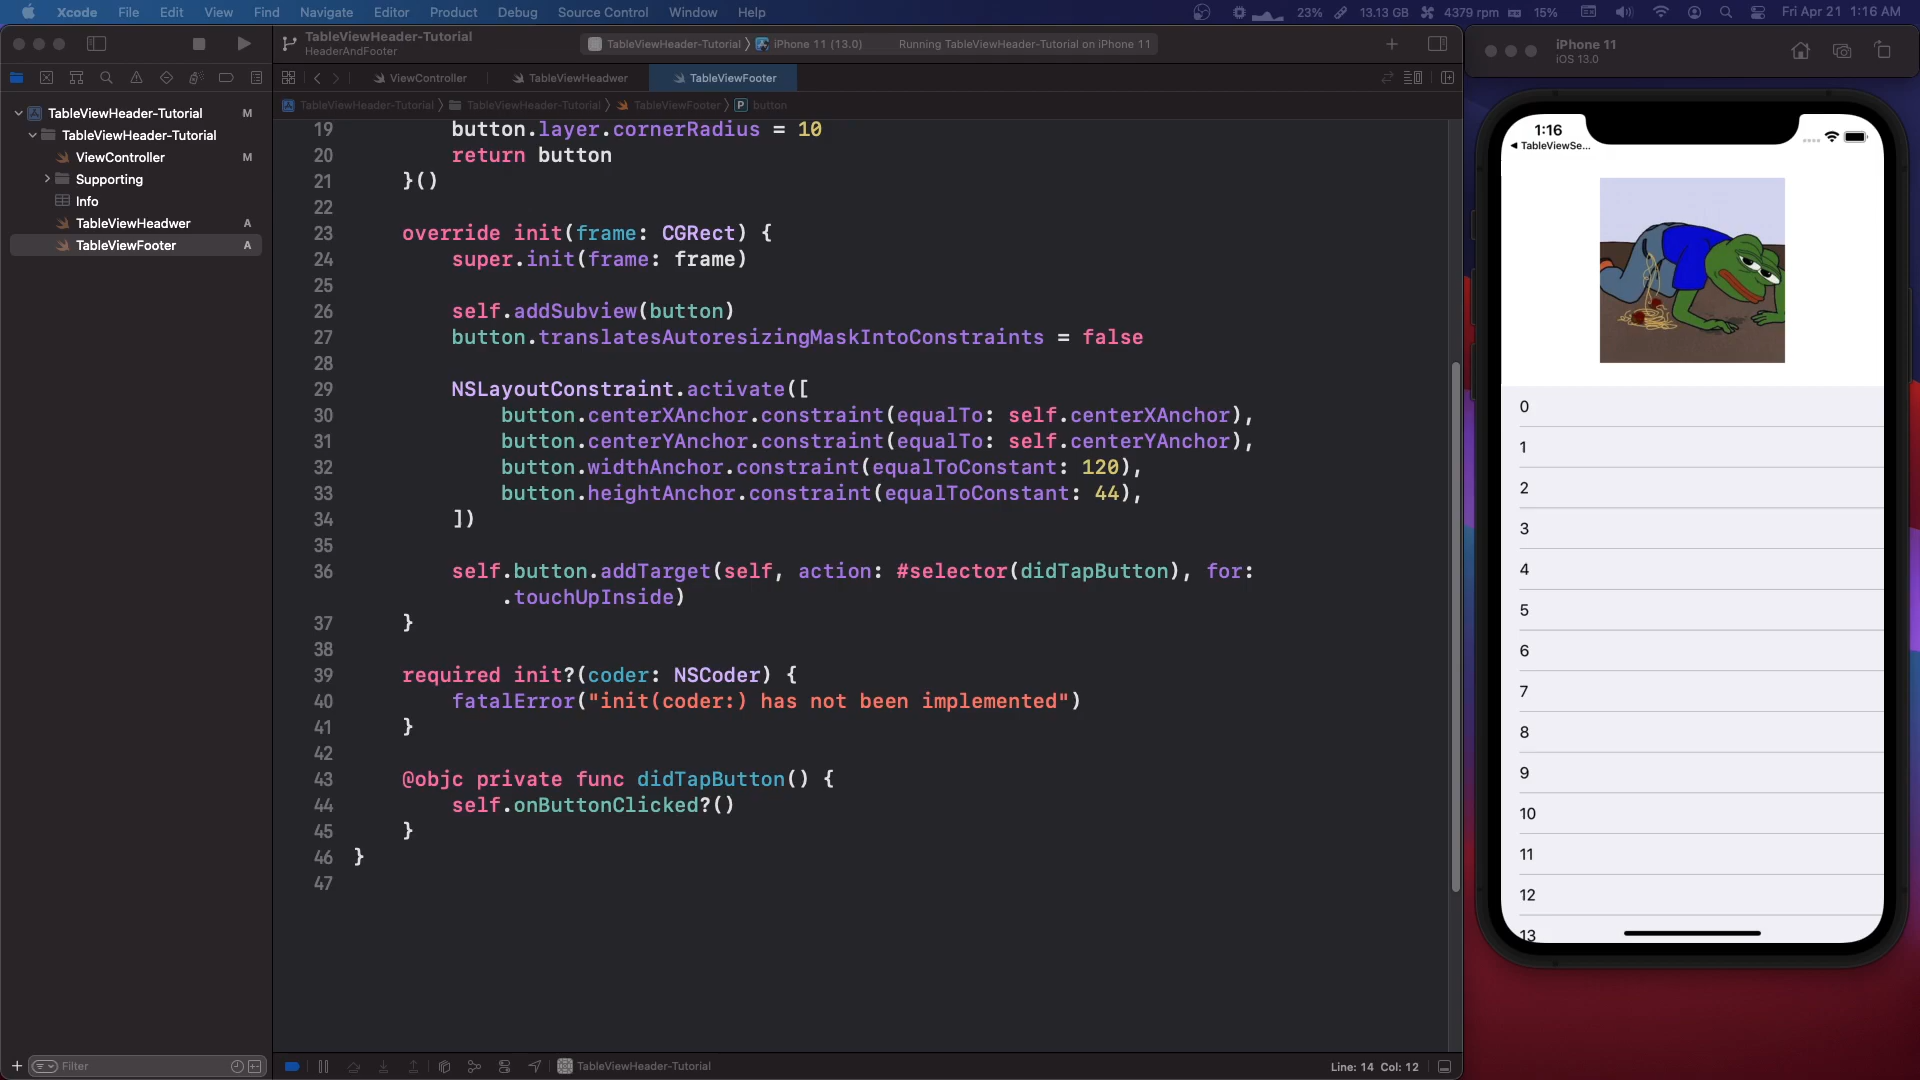 Xcode File Edit View Find Navigate Editor Product Debug Source Control Window Help 23% 13.13 GB 4379 rpm 15% Fri Apr 21 1:16 AM
TableViewHeader-Tutorial
HeaderAndFooter
TableViewHeader-Tutorial iPhone 11 (13.0) Running TableViewHeader-Tutorial on iPhone 11
ViewController TableViewHeadwer TableViewFooter
TableViewHeader-Tutorial TableViewHeader-Tutorial TableViewFooter P button
TableViewHeader-Tutorial M
TableViewHeader-Tutorial
ViewController M
Supporting
Info
TableViewHeadwer A
TableViewFooter A
Filter
19 button.layer.cornerRadius = 10
20 return button
21 }()
22
23 override init(frame: CGRect) {
24 super.init(frame: frame)
25
26 self.addSubview(button)
27 button.translatesAutoresizingMaskIntoConstraints = false
28
29 NSLayoutConstraint.activate([
30 button.centerXAnchor.constraint(equalTo: self.centerXAnchor),
31 button.centerYAnchor.constraint(equalTo: self.centerYAnchor),
32 button.widthAnchor.constraint(equalToConstant: 120),
33 button.heightAnchor.constraint(equalToConstant: 44),
34 ])
35
36 self.button.addTarget(self, action: #selector(didTapButton), for:
.touchUpInside)
37 }
38
39 required init?(coder: NSCoder) {
40 fatalError("init(coder:) has not been implemented")
41 }
42
43 @objc private func didTapButton() {
44 self.onButtonClicked?()
45 }
46 }
47
TableViewHeader-Tutorial
Line: 14 Col: 12
iPhone 11
iOS 13.0
1:16
TableViewSe...
0
1
2
3
4
5
6
7
8
9
10
11
12
13